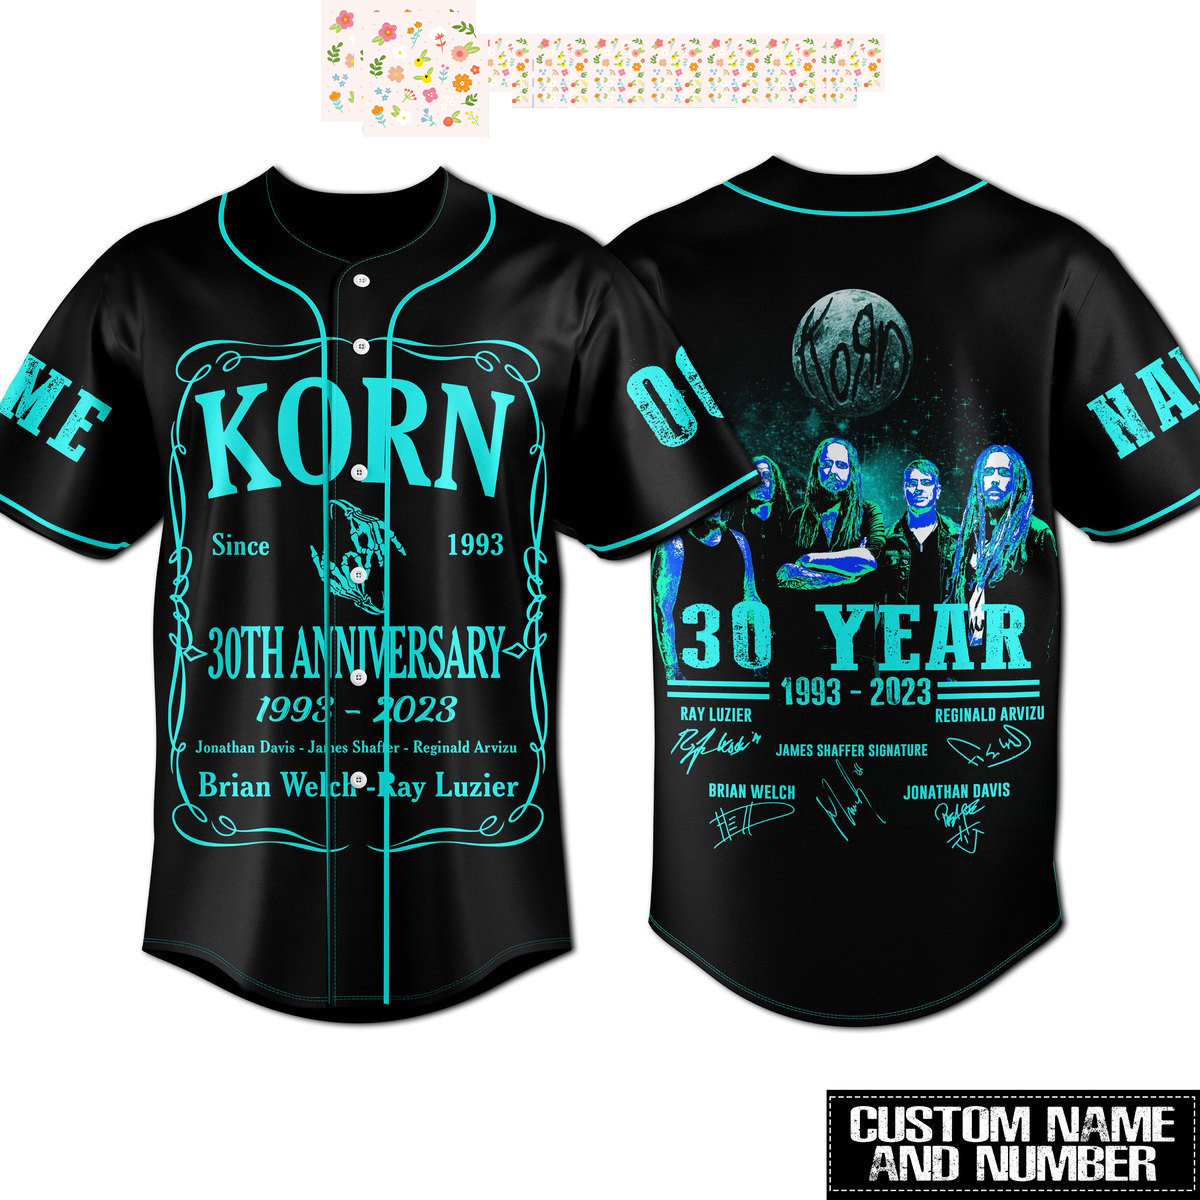 ME
KORN
Since 1993
30TH ANNIVERSARY
1993 - 2023
Jonathan Davis - James Shaffer - Reginald Arvizu
Brian Welch - Ray Luzier
KoRn
NA
30 YEAR
1993 - 2023
RAY LUZIER
REGINALD ARVIZU
JAMES SHAFFER SIGNATURE
BRIAN WELCH
JONATHAN DAVIS
CUSTOM NAME
AND NUMBER